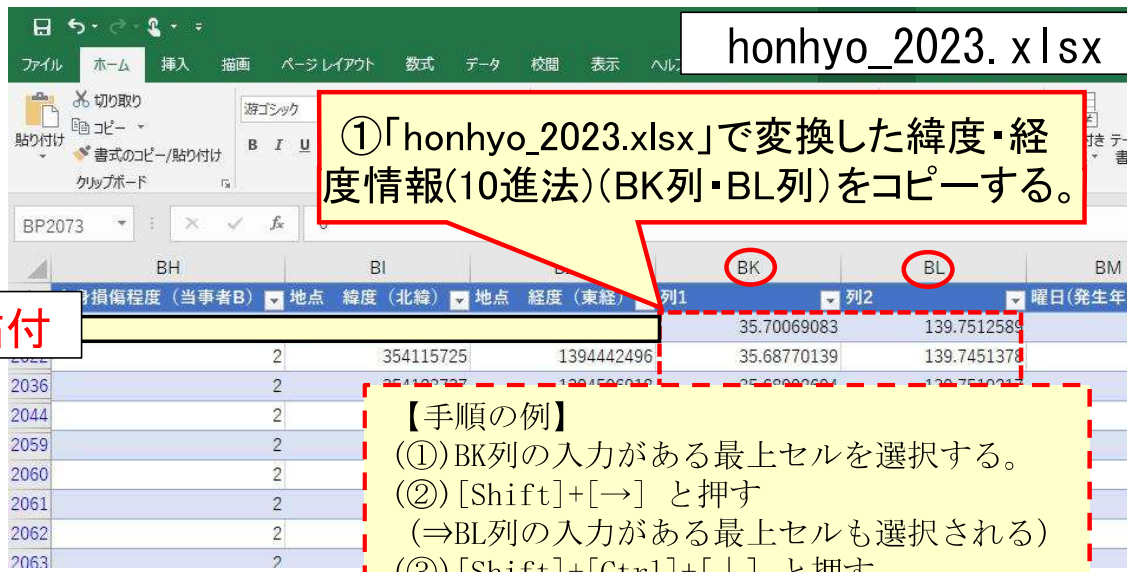 honhyo_2023.xlsx
ファイル ホーム 挿入 描画 ページ レイアウト 数式 データ 校閲 表示
切り取り
コピー
書式のコピー/貼り付け
貼り付け
クリップボード
游ゴシック
B I U
①「honhyo_2023.xlsx」で変換した緯度・経
度情報(10進法)(BK列・BL列)をコピーする。
BP2073 fx
BH BI BK BL BM
損傷程度（当事者B） 地点 緯度（北緯） 地点 経度（東経） 列1 列2 曜日(発生年
付
35.70069083 139.7512589
2 354115725 1394442496 35.68770139 139.7451378
2036 2
2044 2
2059 2
2060 2
2061 2
2062 2
2063 2
【手順の例】
(①)BK列の入力がある最上セルを選択する。
(②)[Shift]+[→] と押す
(⇒BL列の入力がある最上セルも選択される)
(③)[Shift]+[Ctrl]+[↓] と押す